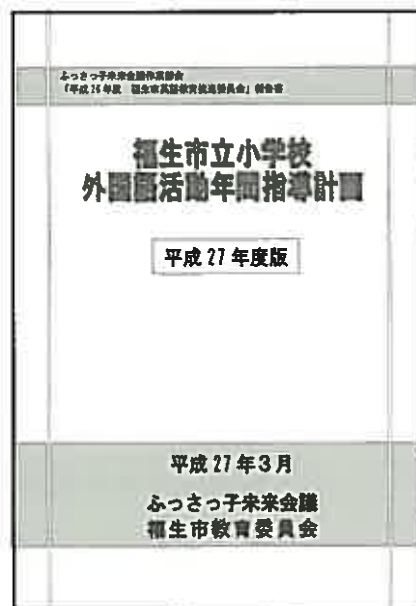 ふっさっ子未来会議作業部会
「平成26年度 福生市英語教育推進委員会」報告書
福生市立小学校
外国語活動年間指導計画
平成27年度版
平成27年3月
ふっさっ子未来会議
福生市教育委員会